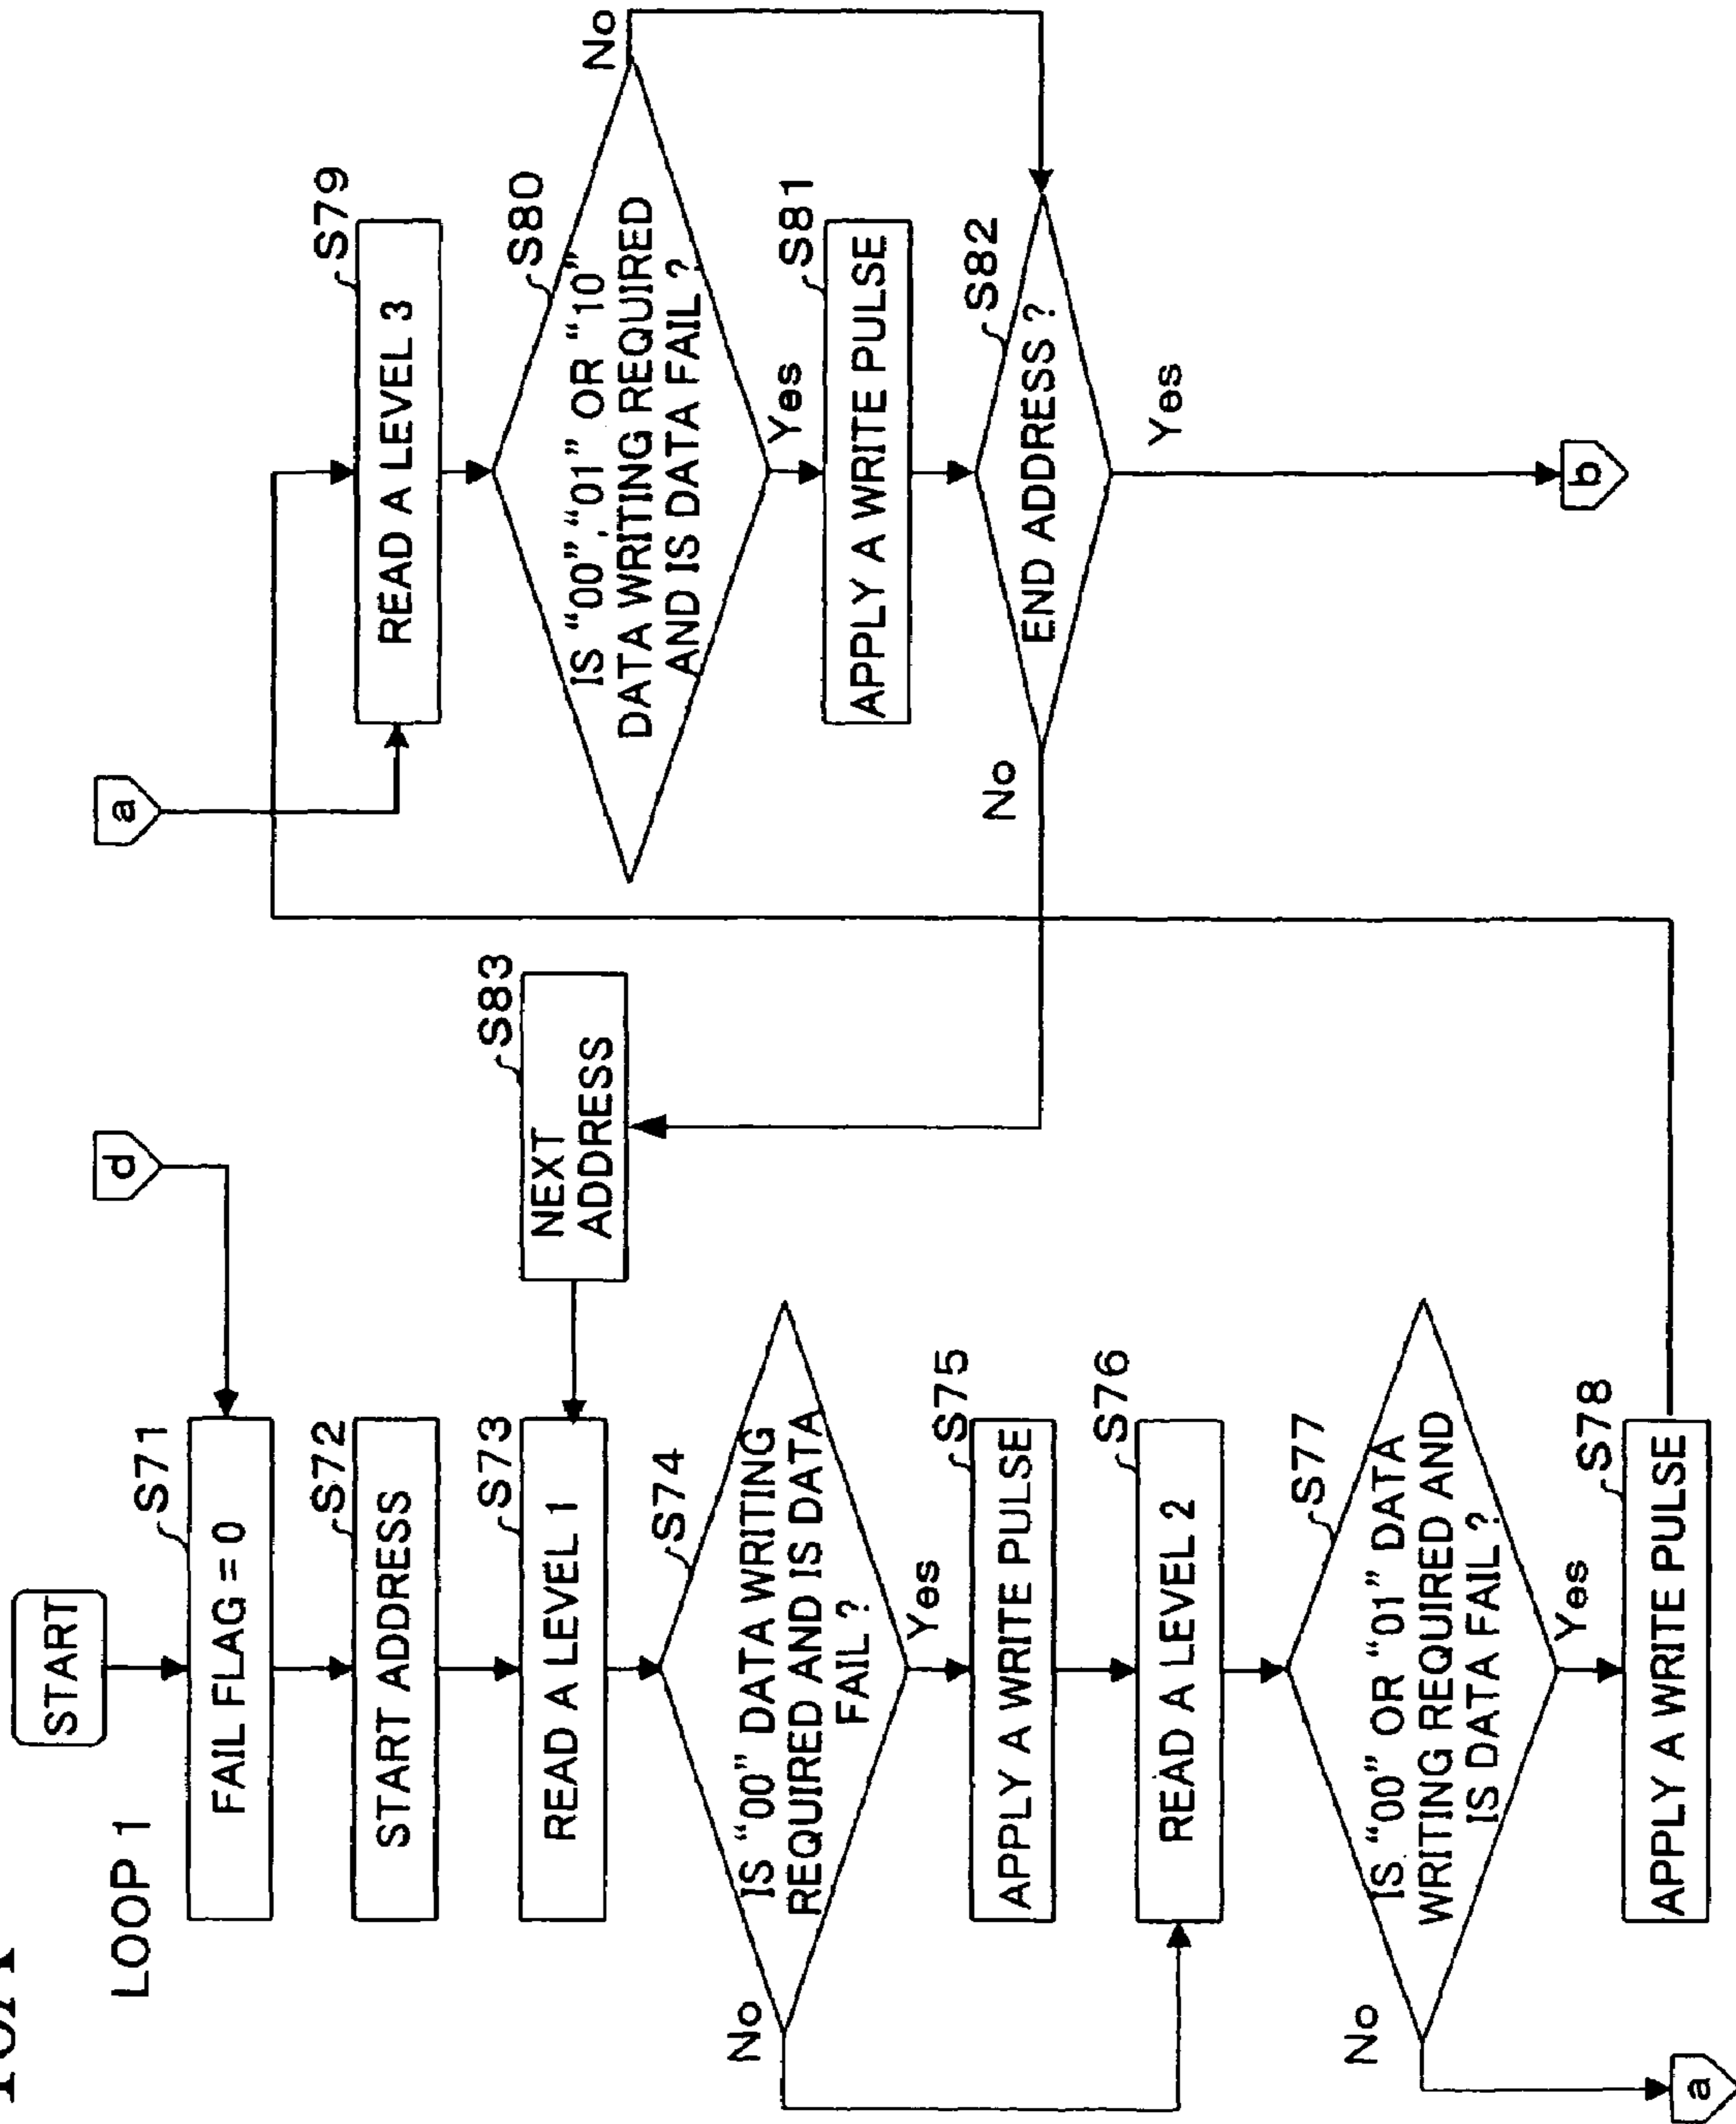 LOOP 1
START
d
S71
FAIL FLAG = 0
S72
START ADDRESS
S73
READ A LEVEL 1
S74
IS “00” DATA WRITING
REQUIRED AND IS DATA
FAIL ?
No
Yes
S75
APPLY A WRITE PULSE
S76
READ A LEVEL 2
S77
IS “00” OR “01” DATA
WRITING REQUIRED AND
IS DATA FAIL ?
No
Yes
S78
APPLY A WRITE PULSE
a
S83
NEXT
ADDRESS
a
S79
READ A LEVEL 3
S80
IS “00”,“01” OR “10”
DATA WRITING REQUIRED
AND IS DATA FAIL ?
No
Yes
S81
APPLY A WRITE PULSE
S82
END ADDRESS ?
No
Yes
b